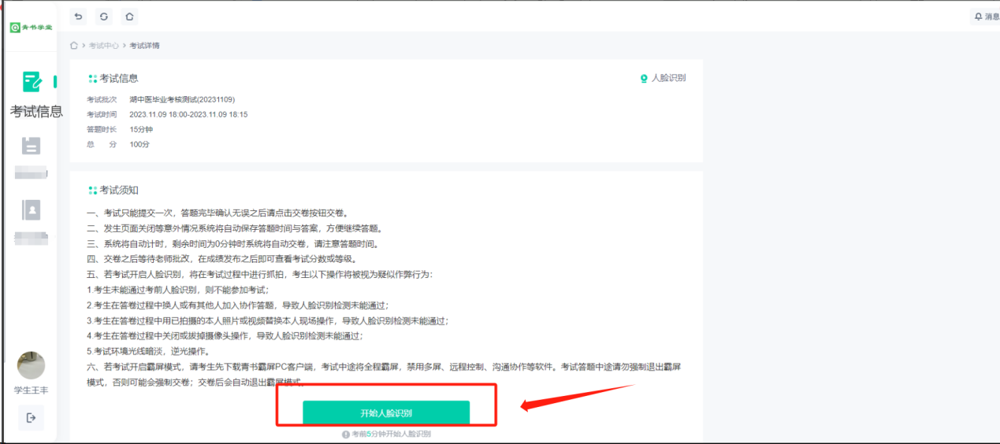 青书学堂
消息
考试中心 > 考试详情
考试信息
考试信息
人脸识别
考试批次 湖中医毕业考核测试(20231109)
考试时间 2023.11.09 18:00-2023.11.09 18:15
答题时长 15分钟
总 分 100分
考试须知
一、考试只能提交一次，答题完毕确认无误之后请点击交卷按钮交卷。
二、发生页面关闭等意外情况系统将自动保存答题时间与答案，方便继续答题。
三、系统将自动计时，剩余时间为0分钟时系统将自动交卷，请注意答题时间。
四、交卷之后等待老师批改，在成绩发布之后即可查看考试分数或等级。
五、若考试开启人脸识别，将在考试过程中进行抓拍，考生以下操作将被视为疑似作弊行为：
1.考生未能通过考前人脸识别，则不能参加考试；
2.考生在答卷过程中换人或有其他人加入协作答题，导致人脸识别检测未能通过；
3.考生在答卷过程中用已拍摄的本人照片或视频替换本人现场操作，导致人脸识别检测未能通过；
4.考生在答卷过程中关闭或拔掉摄像头操作，导致人脸识别检测未能通过；
5.考试环境光线暗淡，逆光操作。
六、若考试开启霸屏模式，请考生先下载青书霸屏PC客户端，考试中途将全程霸屏，禁用多屏、远程控制、沟通协作等软件。考试答题中途请勿强制退出霸屏
模式，否则可能会强制交卷；交卷后会自动退出霸屏模式。
学生王丰
开始人脸识别
考前5分钟开始人脸识别